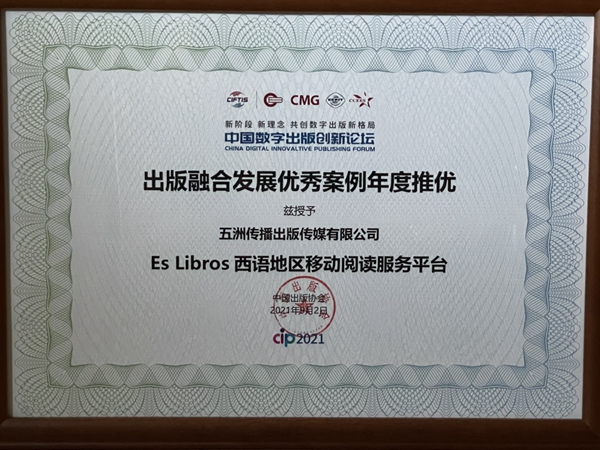 CIFTIS CMG CCTSS
新阶段 新理念 共创数字出版新格局
中国数字出版创新论坛
CHINA DIGITAL INNOVALTIVE PUBLISHING FORUM
出版融合发展优秀案例年度推优
兹授予
五洲传播出版传媒有限公司
Es Libros 西语地区移动阅读服务平台
中国出版协会
2021年9月2日
cip2021